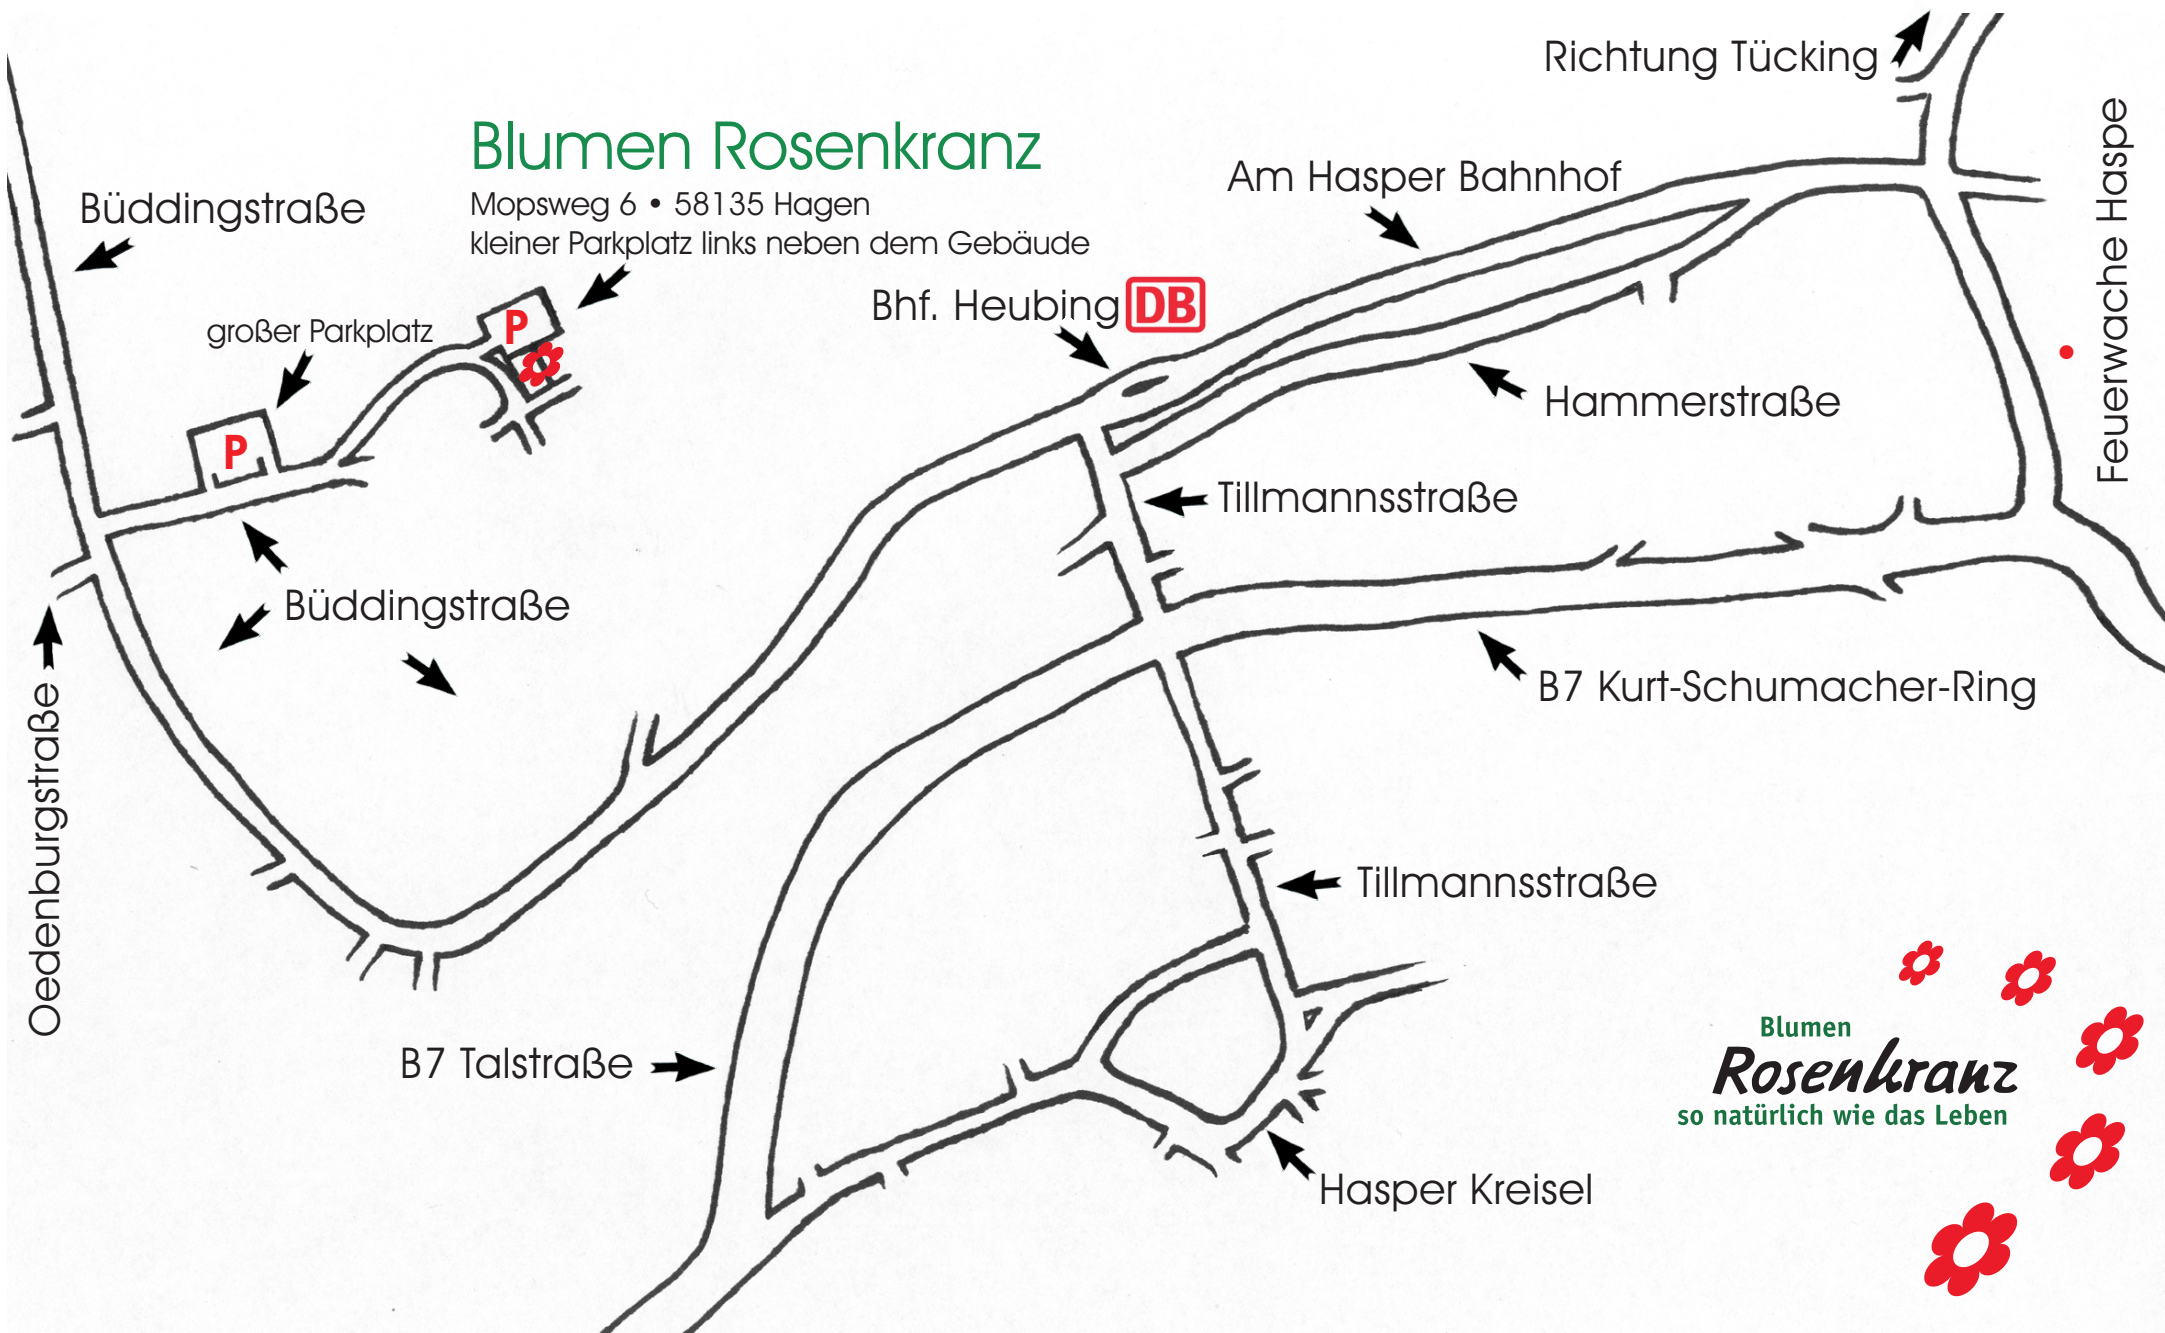 Richtung Tücking
Feuerwache Haspe
Blumen Rosenkranz
Mopsweg 6 • 58135 Hagen
kleiner Parkplatz links neben dem Gebäude
Am Hasper Bahnhof
Büddingstraße
Bhf. Heubing DB
großer Parkplatz
P
P
Hammerstraße
Tillmannsstraße
Büddingstraße
B7 Kurt-Schumacher-Ring
Oedenburgstraße
Tillmannsstraße
B7 Talstraße
Hasper Kreisel
Blumen
Rosenkranz
so natürlich wie das Leben